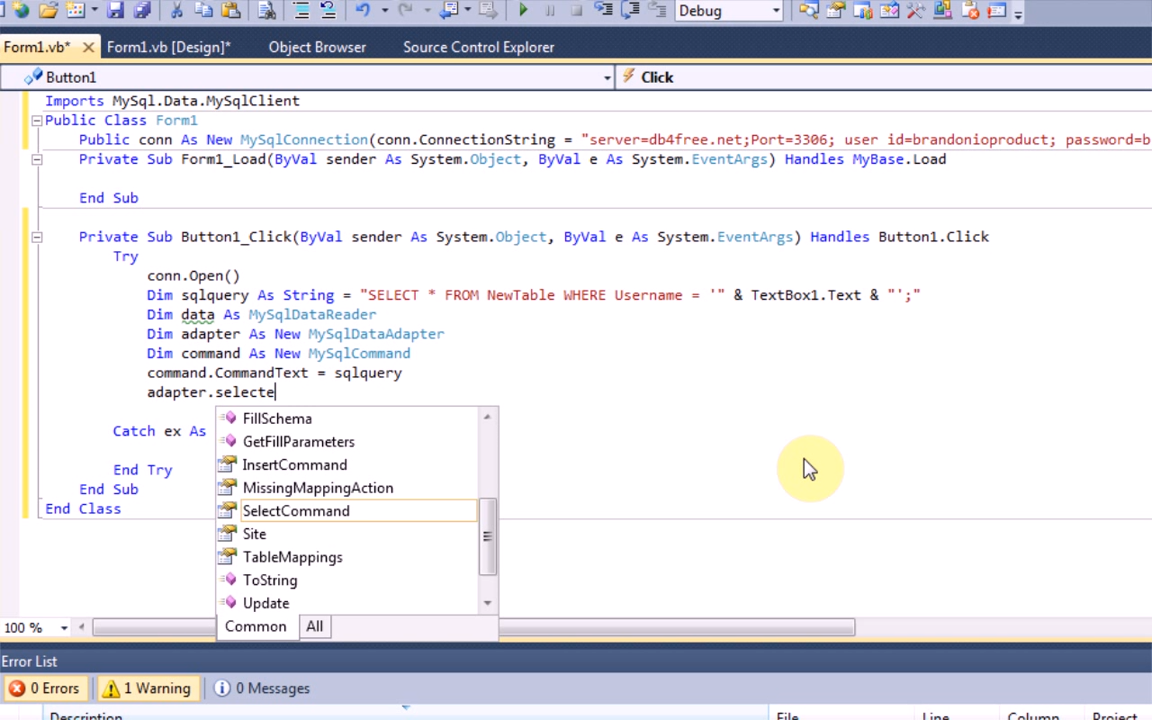 Debug
Form1.vb* Form1.vb [Design]* Object Browser Source Control Explorer
Button1 Click
Imports MySql.Data.MySqlClient
Public Class Form1
Public conn As New MySqlConnection(conn.ConnectionString = "server=db4free.net;Port=3306; user id=brandonioproduct; password=b
Private Sub Form1_Load(ByVal sender As System.Object, ByVal e As System.EventArgs) Handles MyBase.Load
End Sub
Private Sub Button1_Click(ByVal sender As System.Object, ByVal e As System.EventArgs) Handles Button1.Click
Try
conn.Open()
Dim sqlquery As String = "SELECT * FROM NewTable WHERE Username = '" & TextBox1.Text & "';"
Dim data As MySqlDataReader
Dim adapter As New MySqlDataAdapter
Dim command As New MySqlCommand
command.CommandText = sqlquery
adapter.selecte
FillSchema
Catch ex As
GetFillParameters
InsertCommand
End Try
MissingMappingAction
End Sub
SelectCommand
End Class
Site
TableMappings
ToString
Update
Common All
100 %
Error List
0 Errors 1 Warning 0 Messages
Description File Line Column Project